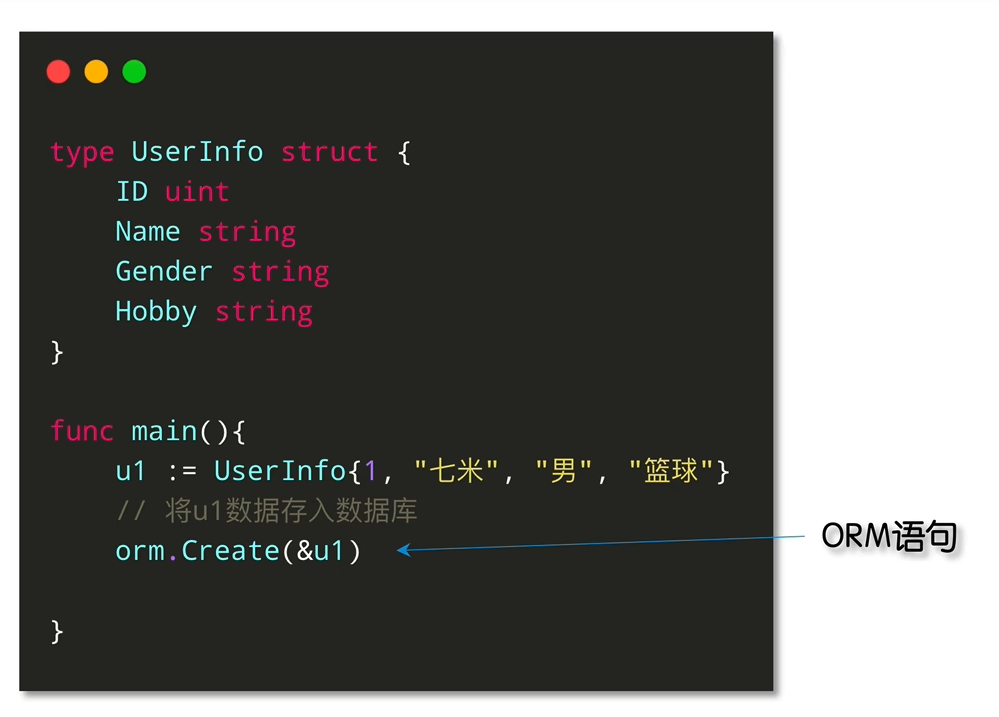 type UserInfo struct {
    ID uint
    Name string
    Gender string
    Hobby string
}
func main(){
    u1 := UserInfo{1, "七米", "男", "篮球"}
    // 将u1数据存入数据库
    orm.Create(&u1)
}
ORM语句